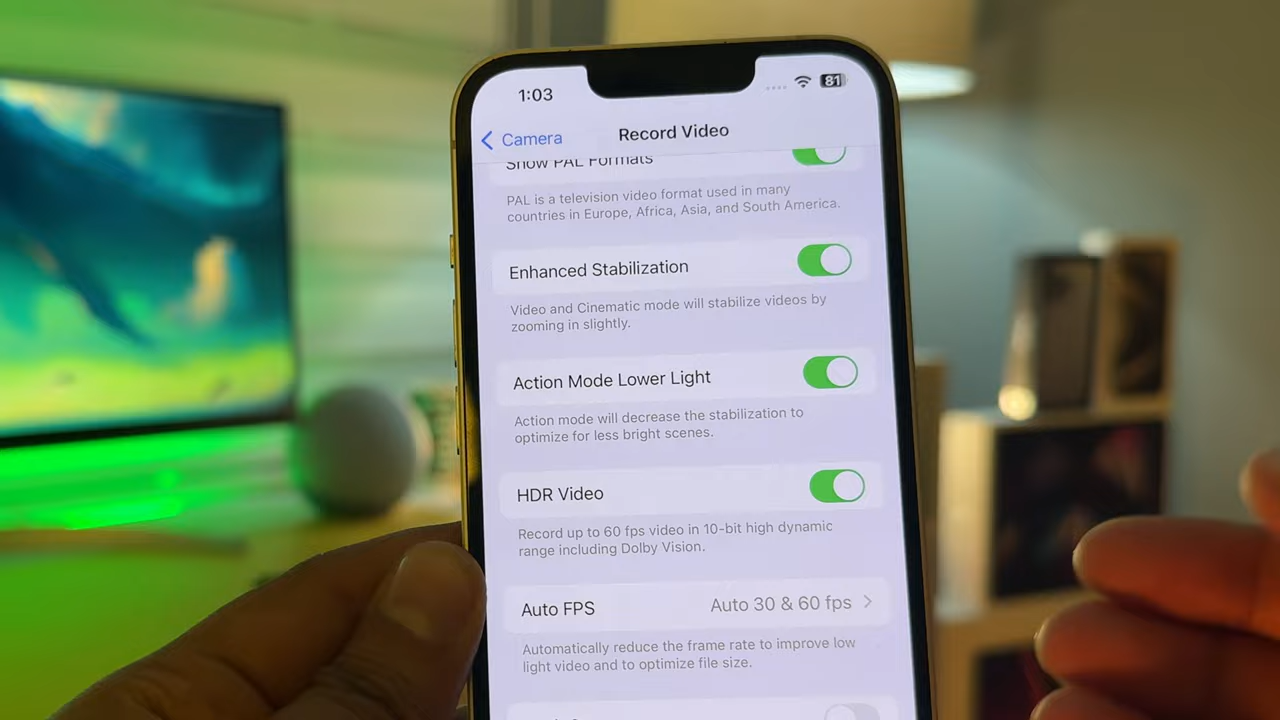 1:03
81
Camera
Record Video
Show PAL Formats
PAL is a television video format used in many
countries in Europe, Africa, Asia, and South America.
Enhanced Stabilization
Video and Cinematic mode will stabilize videos by
zooming in slightly.
Action Mode Lower Light
Action mode will decrease the stabilization to
optimize for less bright scenes.
HDR Video
Record up to 60 fps video in 10-bit high dynamic
range including Dolby Vision.
Auto FPS
Auto 30 & 60 fps
Automatically reduce the frame rate to improve low
light video and to optimize file size.